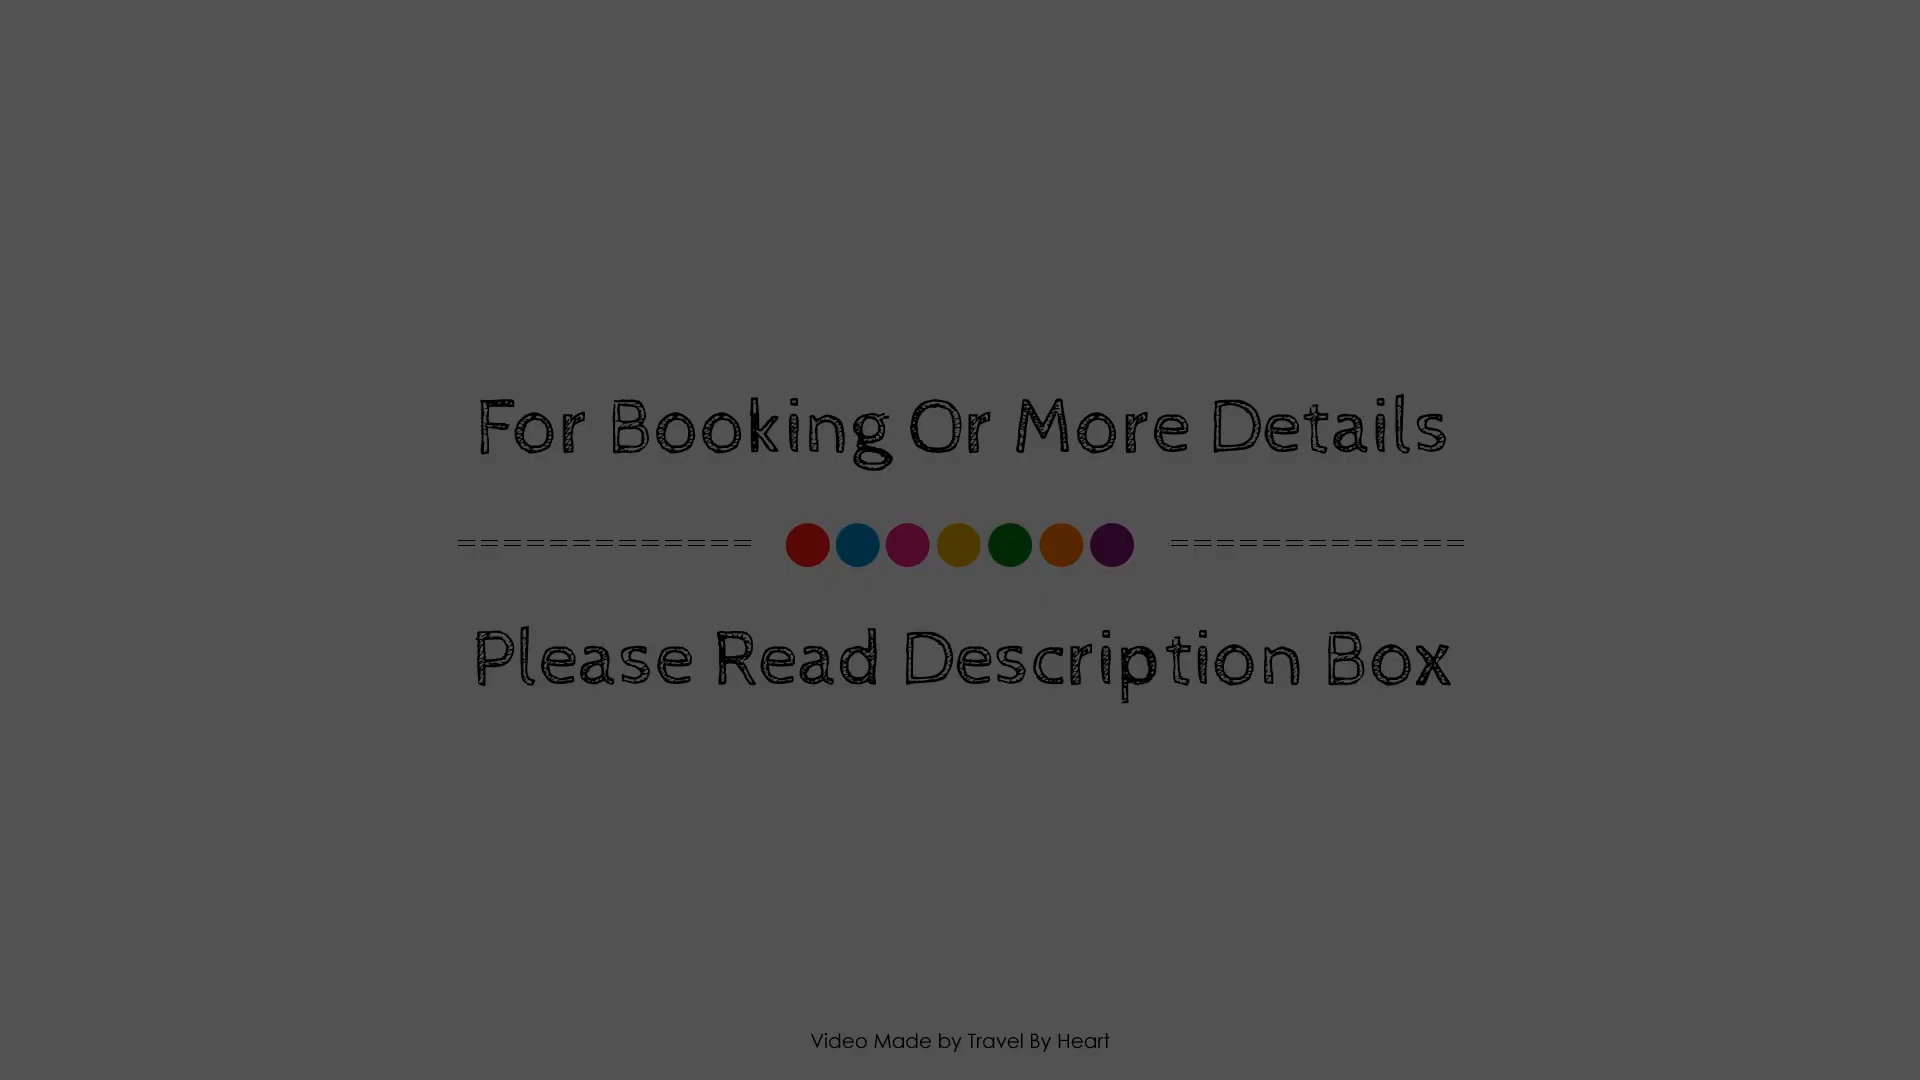 For Booking Or More Details
============= =============
Please Read Description Box
Video Made by Travel By Heart